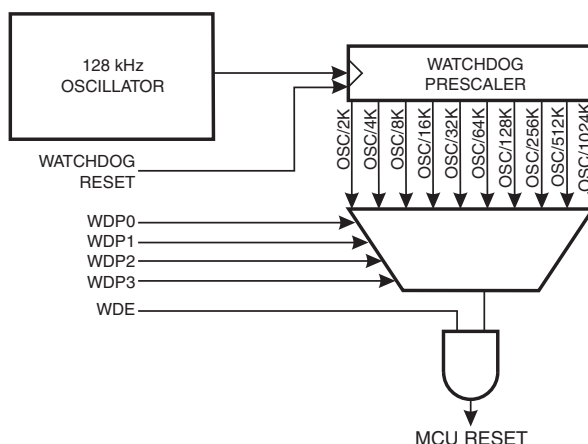 128 kHz
OSCILLATOR
WATCHDOG
PRESCALER
OSC/2K
OSC/4K
OSC/8K
OSC/16K
OSC/32K
OSC/64K
OSC/128K
OSC/256K
OSC/512K
OSC/1024K
WATCHDOG
RESET
WDP0
WDP1
WDP2
WDP3
WDE
MCU RESET